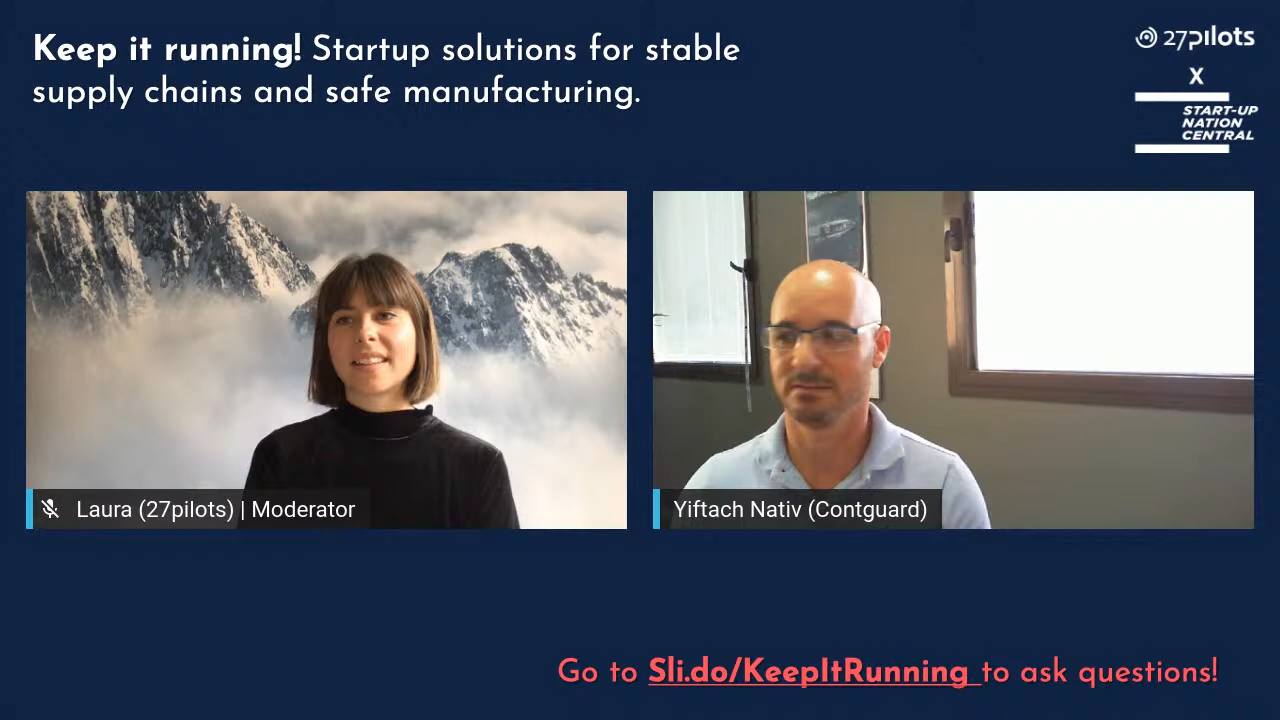 Keep it running! Startup solutions for stable
supply chains and safe manufacturing.
27pilots
X
START-UP
NATION
CENTRAL
Laura (27pilots) | Moderator
Yiftach Nativ (Contguard)
Go to Sli.do/KeepItRunning to ask questions!